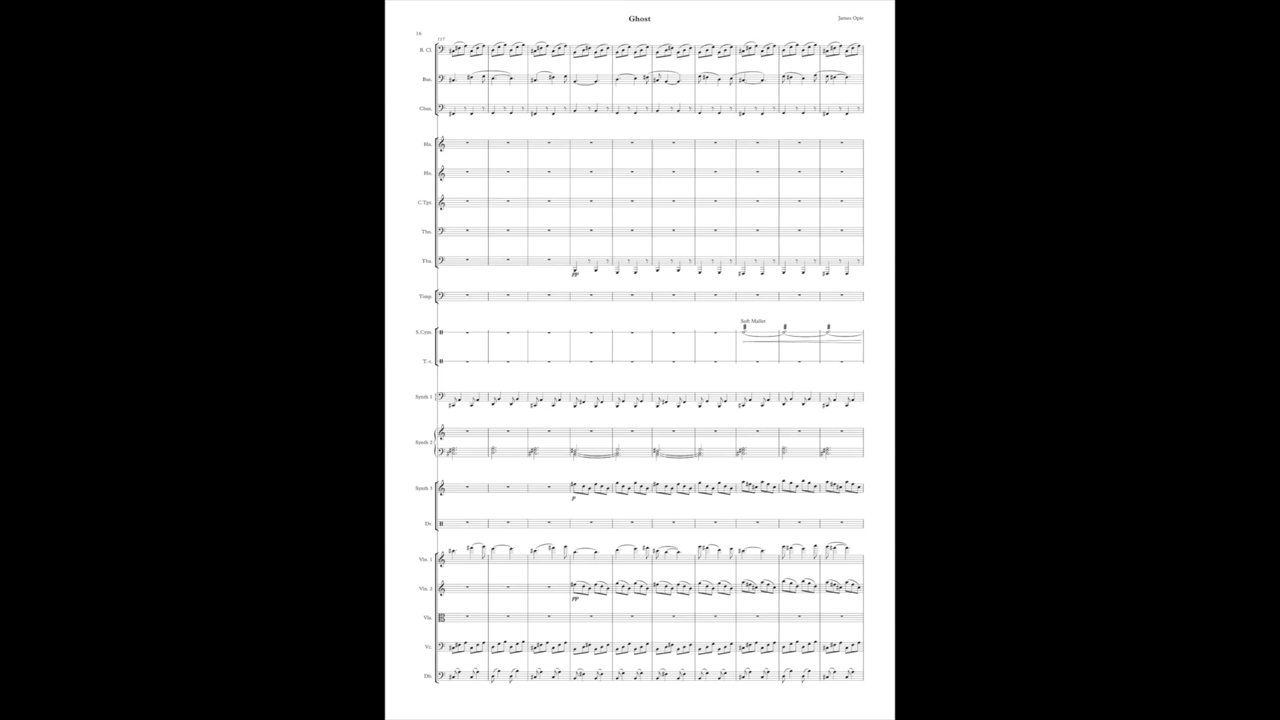 Ghost
James Opie
16
117
B. Cl.
Bsn.
Cbsn.
Hn.
Hn.
C Tpt.
Tbn.
Tba.
pp
Timp.
Soft Mallet
S.Cym.
T.-t.
Synth 1
Synth 2
Synth 3
p
Dr.
Vln. 1
Vln. 2
pp
Vla.
Vc.
Db.